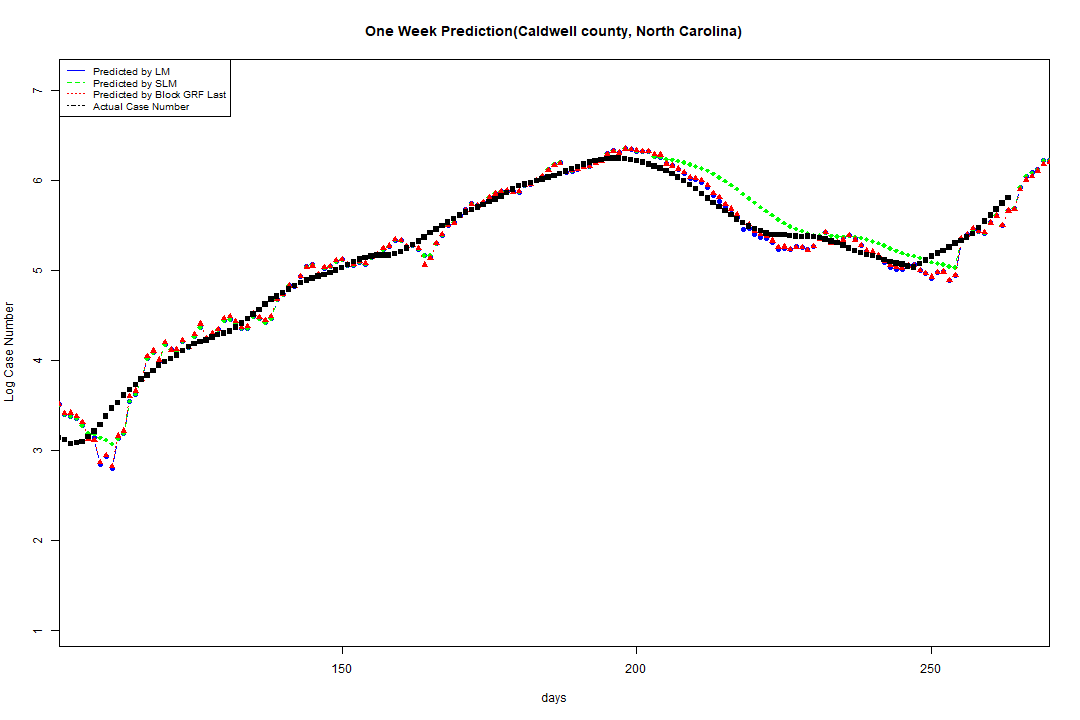 One Week Prediction(Caldwell county, North Carolina)
Predicted by LM
Predicted by SLM
Predicted by Block GRF Last
Actual Case Number
7
6
5
4
3
2
1
Log Case Number
150 200 250
days